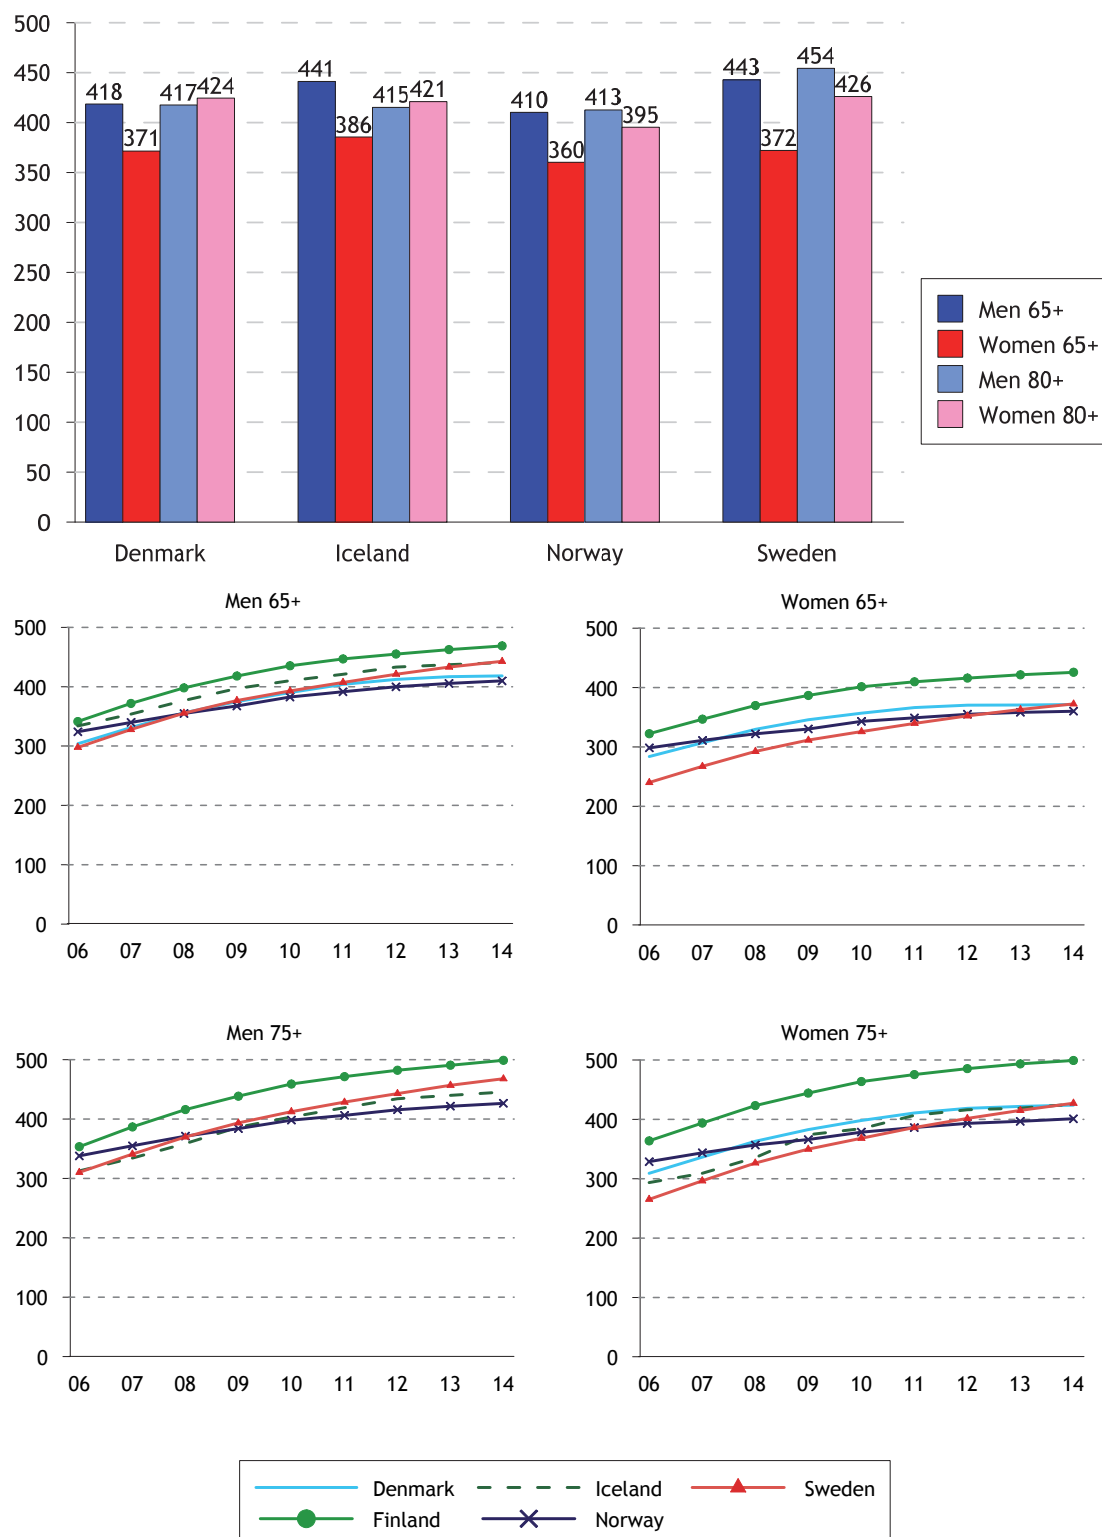 500
450
400
350
300
250
200
150
100
50
0
418 371 417 424
441 386 415 421
410 360 413 395
443 372 454 426
Denmark Iceland Norway Sweden
Men 65+
Women 65+
Men 80+
Women 80+
Men 65+
500
400
300
200
100
0
06 07 08 09 10 11 12 13 14
Women 65+
500
400
300
200
100
0
06 07 08 09 10 11 12 13 14
Men 75+
500
400
300
200
100
0
06 07 08 09 10 11 12 13 14
Women 75+
500
400
300
200
100
0
06 07 08 09 10 11 12 13 14
Denmark Iceland Sweden
Finland Norway